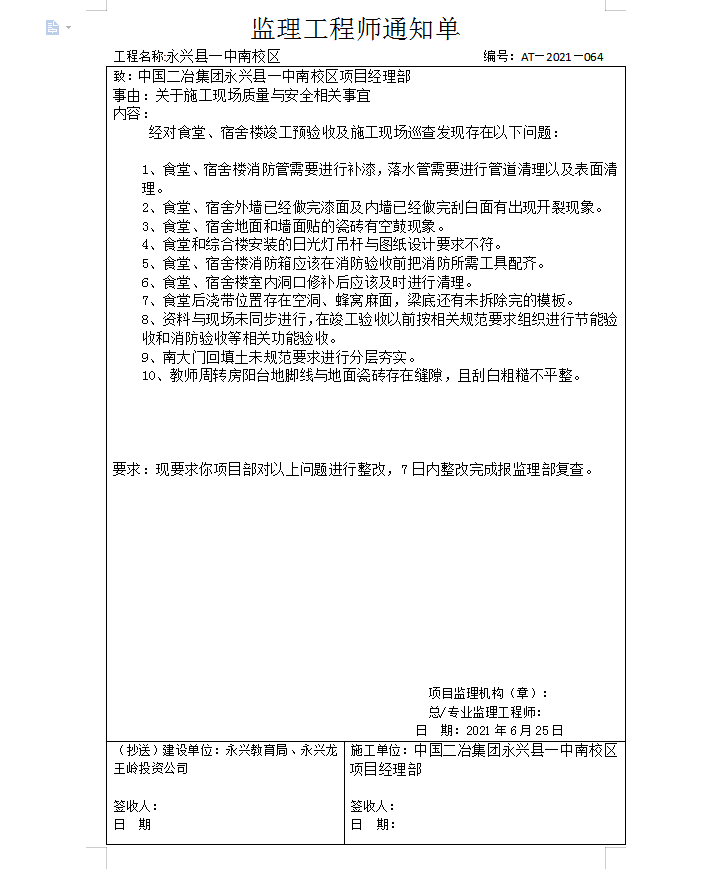 监理工程师通知单
工程名称:永兴县一中南校区 编号: AT－2021－064
致: 中国二冶集团永兴县一中南校区项目经理部
事由: 关于施工现场质量与安全相关事宜
内容:
经对食堂、宿舍楼竣工预验收及施工现场巡查发现存在以下问题:
1、食堂、宿舍楼消防管需要进行补漆,落水管需要进行管道清理以及表面清
理。
2、食堂、宿舍外墙已经做完漆面及内墙已经做完刮白面有出现开裂现象。
3、食堂、宿舍地面和墙面贴的瓷砖有空鼓现象。
4、食堂和综合楼安装的日光灯吊杆与图纸设计要求不符。
5、食堂、宿舍楼消防箱应该在消防验收前把消防所需工具配齐。
6、食堂、宿舍楼室内洞口修补后应该及时进行清理。
7、食堂后浇带位置存在空洞、蜂窝麻面，梁底还有未拆除完的模板。
8、资料与现场未同步进行,在竣工验收以前按相关规范要求组织进行节能验
收和消防验收等相关功能验收。
9、南大门回填土未规范要求进行分层夯实。
10、教师周转房阳台地脚线与地面瓷砖存在缝隙，且刮白粗糙不平整。
要求: 现要求你项目部对以上问题进行整改，7日内整改完成报监理部复查。
项目监理机构（章）:
总/专业监理工程师:
日 期: 2021年6月25日
（抄送）建设单位: 永兴教育局、永兴龙
王岭投资公司
签收人:
日 期
施工单位: 中国二冶集团永兴县一中南校区
项目经理部
签收人:
日 期: